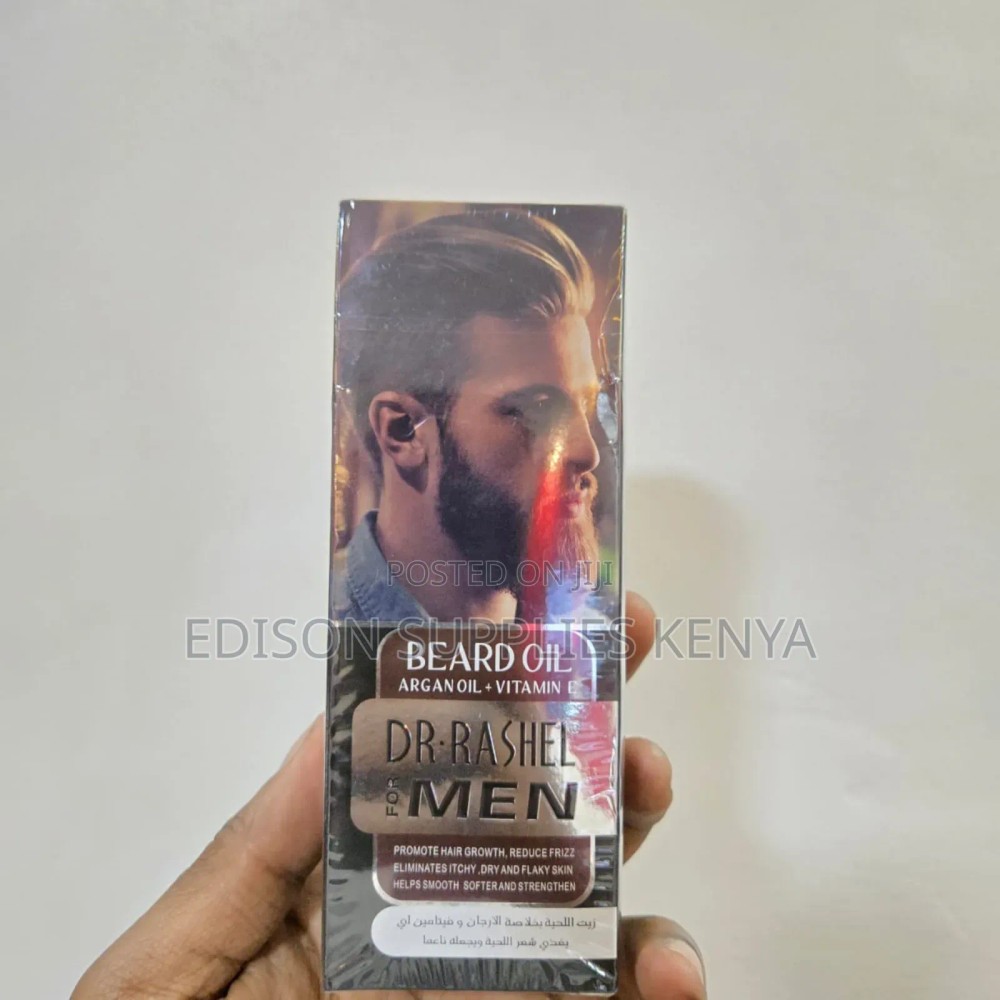 POSTED ON JIJI
EDISON SUPPLIES KENYA
BEARD OIL
ARGAN OIL + VITAMIN E
DR·RASHEL
FOR MEN
PROMOTE HAIR GROWTH, REDUCE FRIZZ
ELIMINATES ITCHY ,DRY AND FLAKY SKIN
HELPS SMOOTH SOFTER AND STRENGTHEN
زيت اللحية بخلاصة الأرجان و فيتامين اي
يغذي شعر اللحية ويجعله ناعما